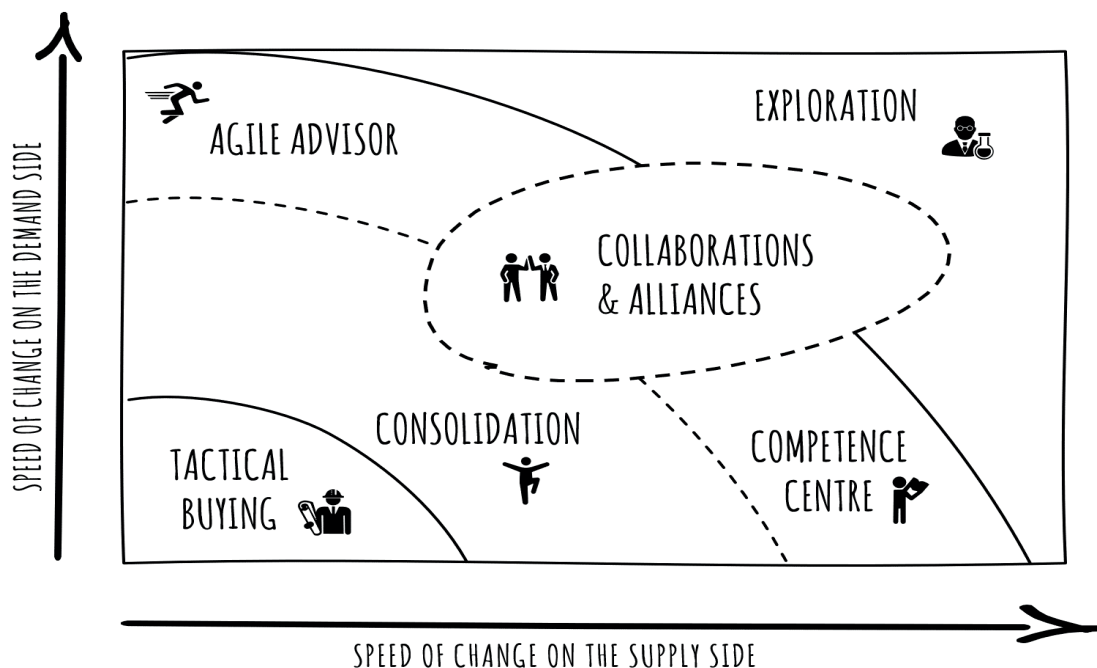 SPEED OF CHANGE ON THE DEMAND SIDE
AGILE ADVISOR
EXPLORATION
COLLABORATIONS
& ALLIANCES
CONSOLIDATION
TACTICAL
BUYING
COMPETENCE
CENTRE
SPEED OF CHANGE ON THE SUPPLY SIDE